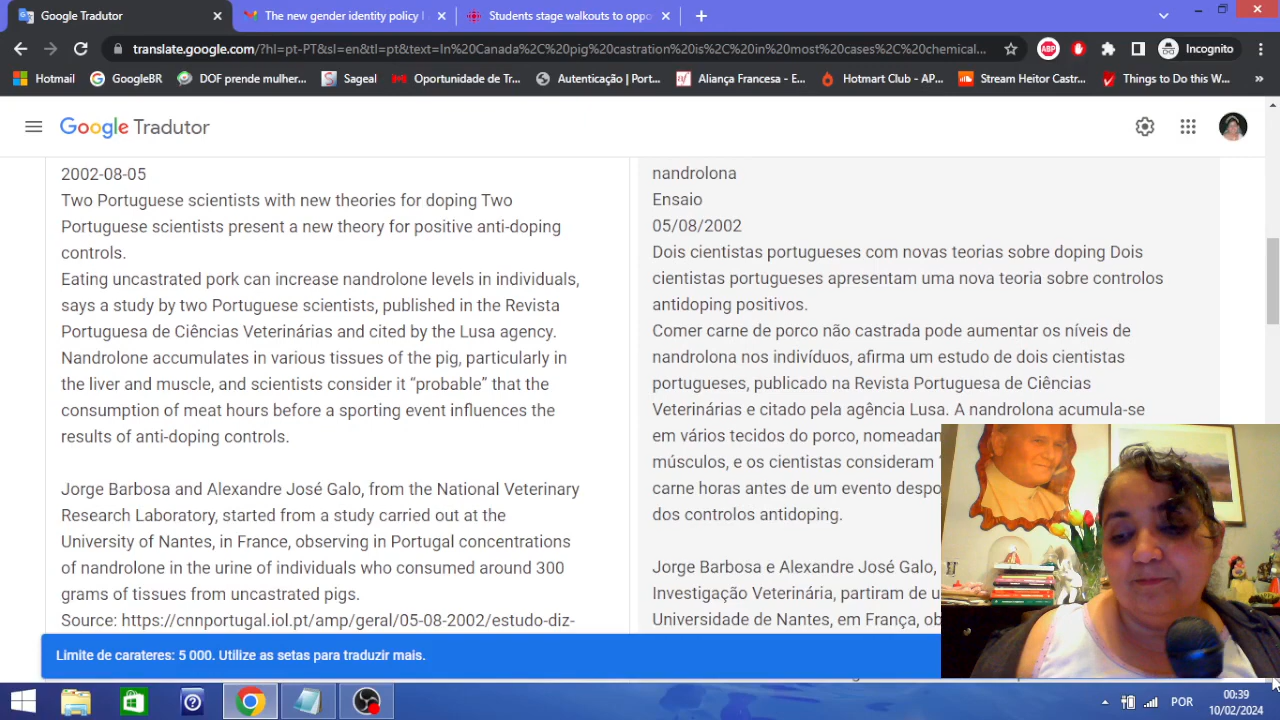 Google Tradutor
The new gender identity policy
Students stage walkouts to oppo
translate.google.com/?hl=pt-PT&sl=en&tl=pt&text=In%20Canada%2C%20pig%20castration%20is%2C%20in%20most%20cases%20chemical...
ABP
Incognito
Hotmail
GoogleBR
DOF prende mulher...
Sageal
Oportunidade de Tr...
Autenticação | Port...
Aliança Francesa - E...
Hotmart Club - AP...
Stream Heitor Castr...
Things to Do this W...
»
Google Tradutor
2002-08-05
Two Portuguese scientists with new theories for doping Two
Portuguese scientists present a new theory for positive anti-doping
controls.
Eating uncastrated pork can increase nandrolone levels in individuals,
says a study by two Portuguese scientists, published in the Revista
Portuguesa de Ciências Veterinárias and cited by the Lusa agency.
Nandrolone accumulates in various tissues of the pig, particularly in
the liver and muscle, and scientists consider it “probable” that the
consumption of meat hours before a sporting event influences the
results of anti-doping controls.
Jorge Barbosa and Alexandre José Galo, from the National Veterinary
Research Laboratory, started from a study carried out at the
University of Nantes, in France, observing in Portugal concentrations
of nandrolone in the urine of individuals who consumed around 300
grams of tissues from uncastrated pigs.
Source: https://cnnportugal.iol.pt/amp/geral/05-08-2002/estudo-diz-
nandrolona
Ensaio
05/08/2002
Dois cientistas portugueses com novas teorias sobre doping Dois
cientistas portugueses apresentam uma nova teoria sobre controlos
antidoping positivos.
Comer carne de porco não castrada pode aumentar os níveis de
nandrolona nos indivíduos, afirma um estudo de dois cientistas
portugueses, publicado na Revista Portuguesa de Ciências
Veterinárias e citado pela agência Lusa. A nandrolona acumula-se
em vários tecidos do porco, nomeadam
músculos, e os cientistas consideram
carne horas antes de um evento despo
dos controlos antidoping.
Jorge Barbosa e Alexandre José Galo,
Investigação Veterinária, partiram de u
Universidade de Nantes, em França, ob
Limite de carateres: 5 000. Utilize as setas para traduzir mais.
POR
00:39
10/02/2024